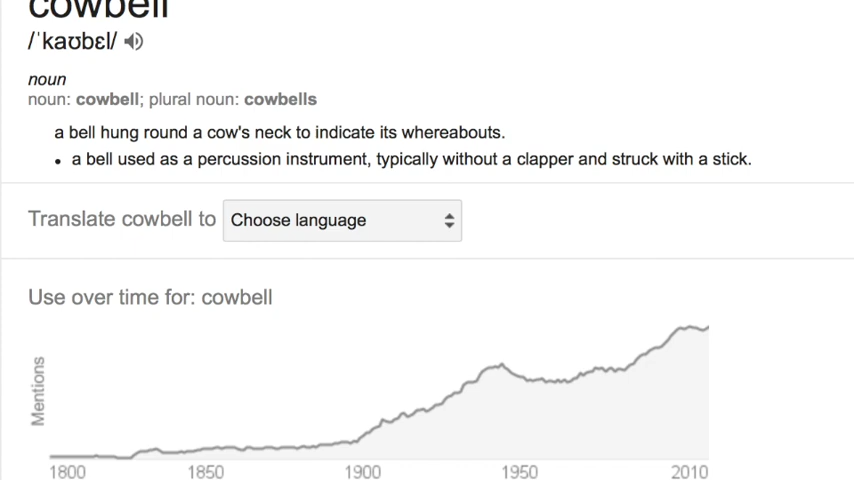 cowbell
/ˈkaʊbɛl/
noun
noun: cowbell; plural noun: cowbells
a bell hung round a cow's neck to indicate its whereabouts.
• a bell used as a percussion instrument, typically without a clapper and struck with a stick.
Translate cowbell to Choose language
Use over time for: cowbell
Mentions
1800 1850 1900 1950 2010